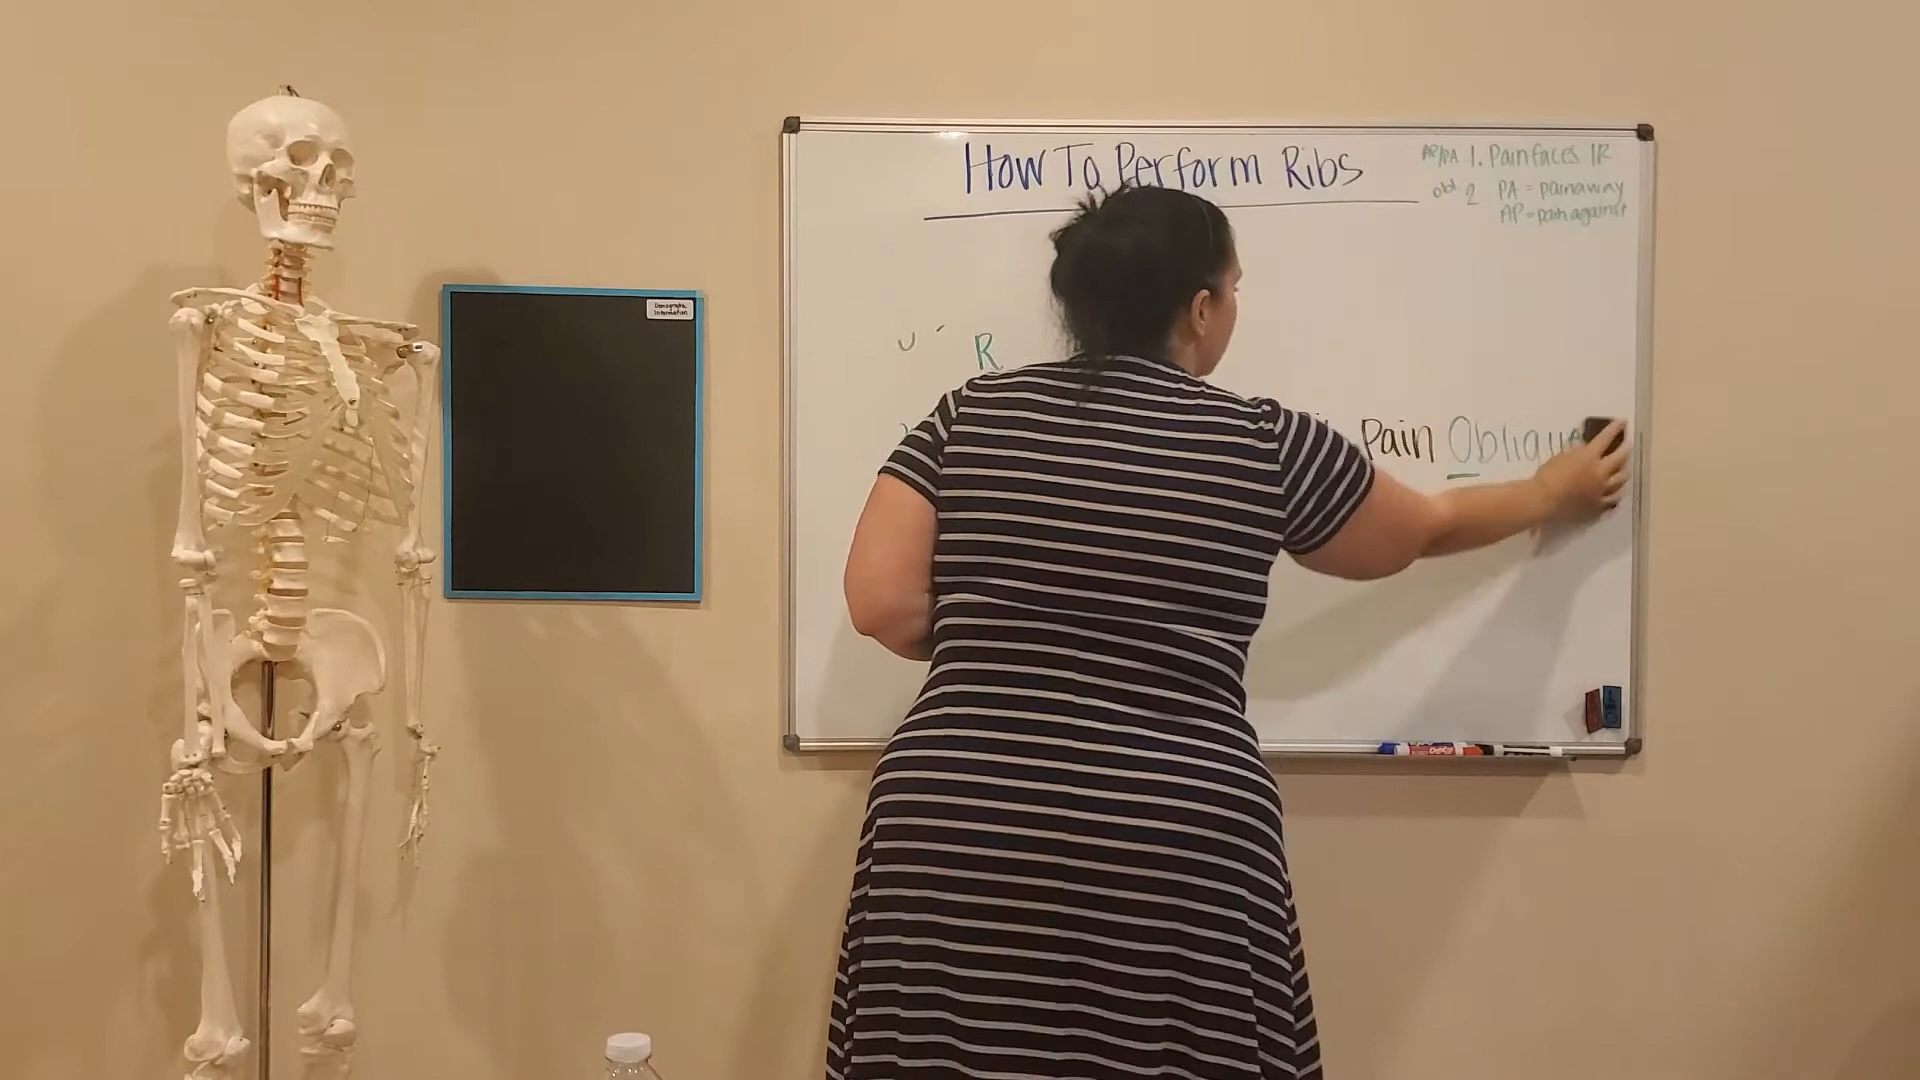 How To Perform Ribs
AP/PA 1. Pain faces IR
obl 2 PA = pain away
AP = pain against
Demographic
Information
R
Pain Oblique
EXPO